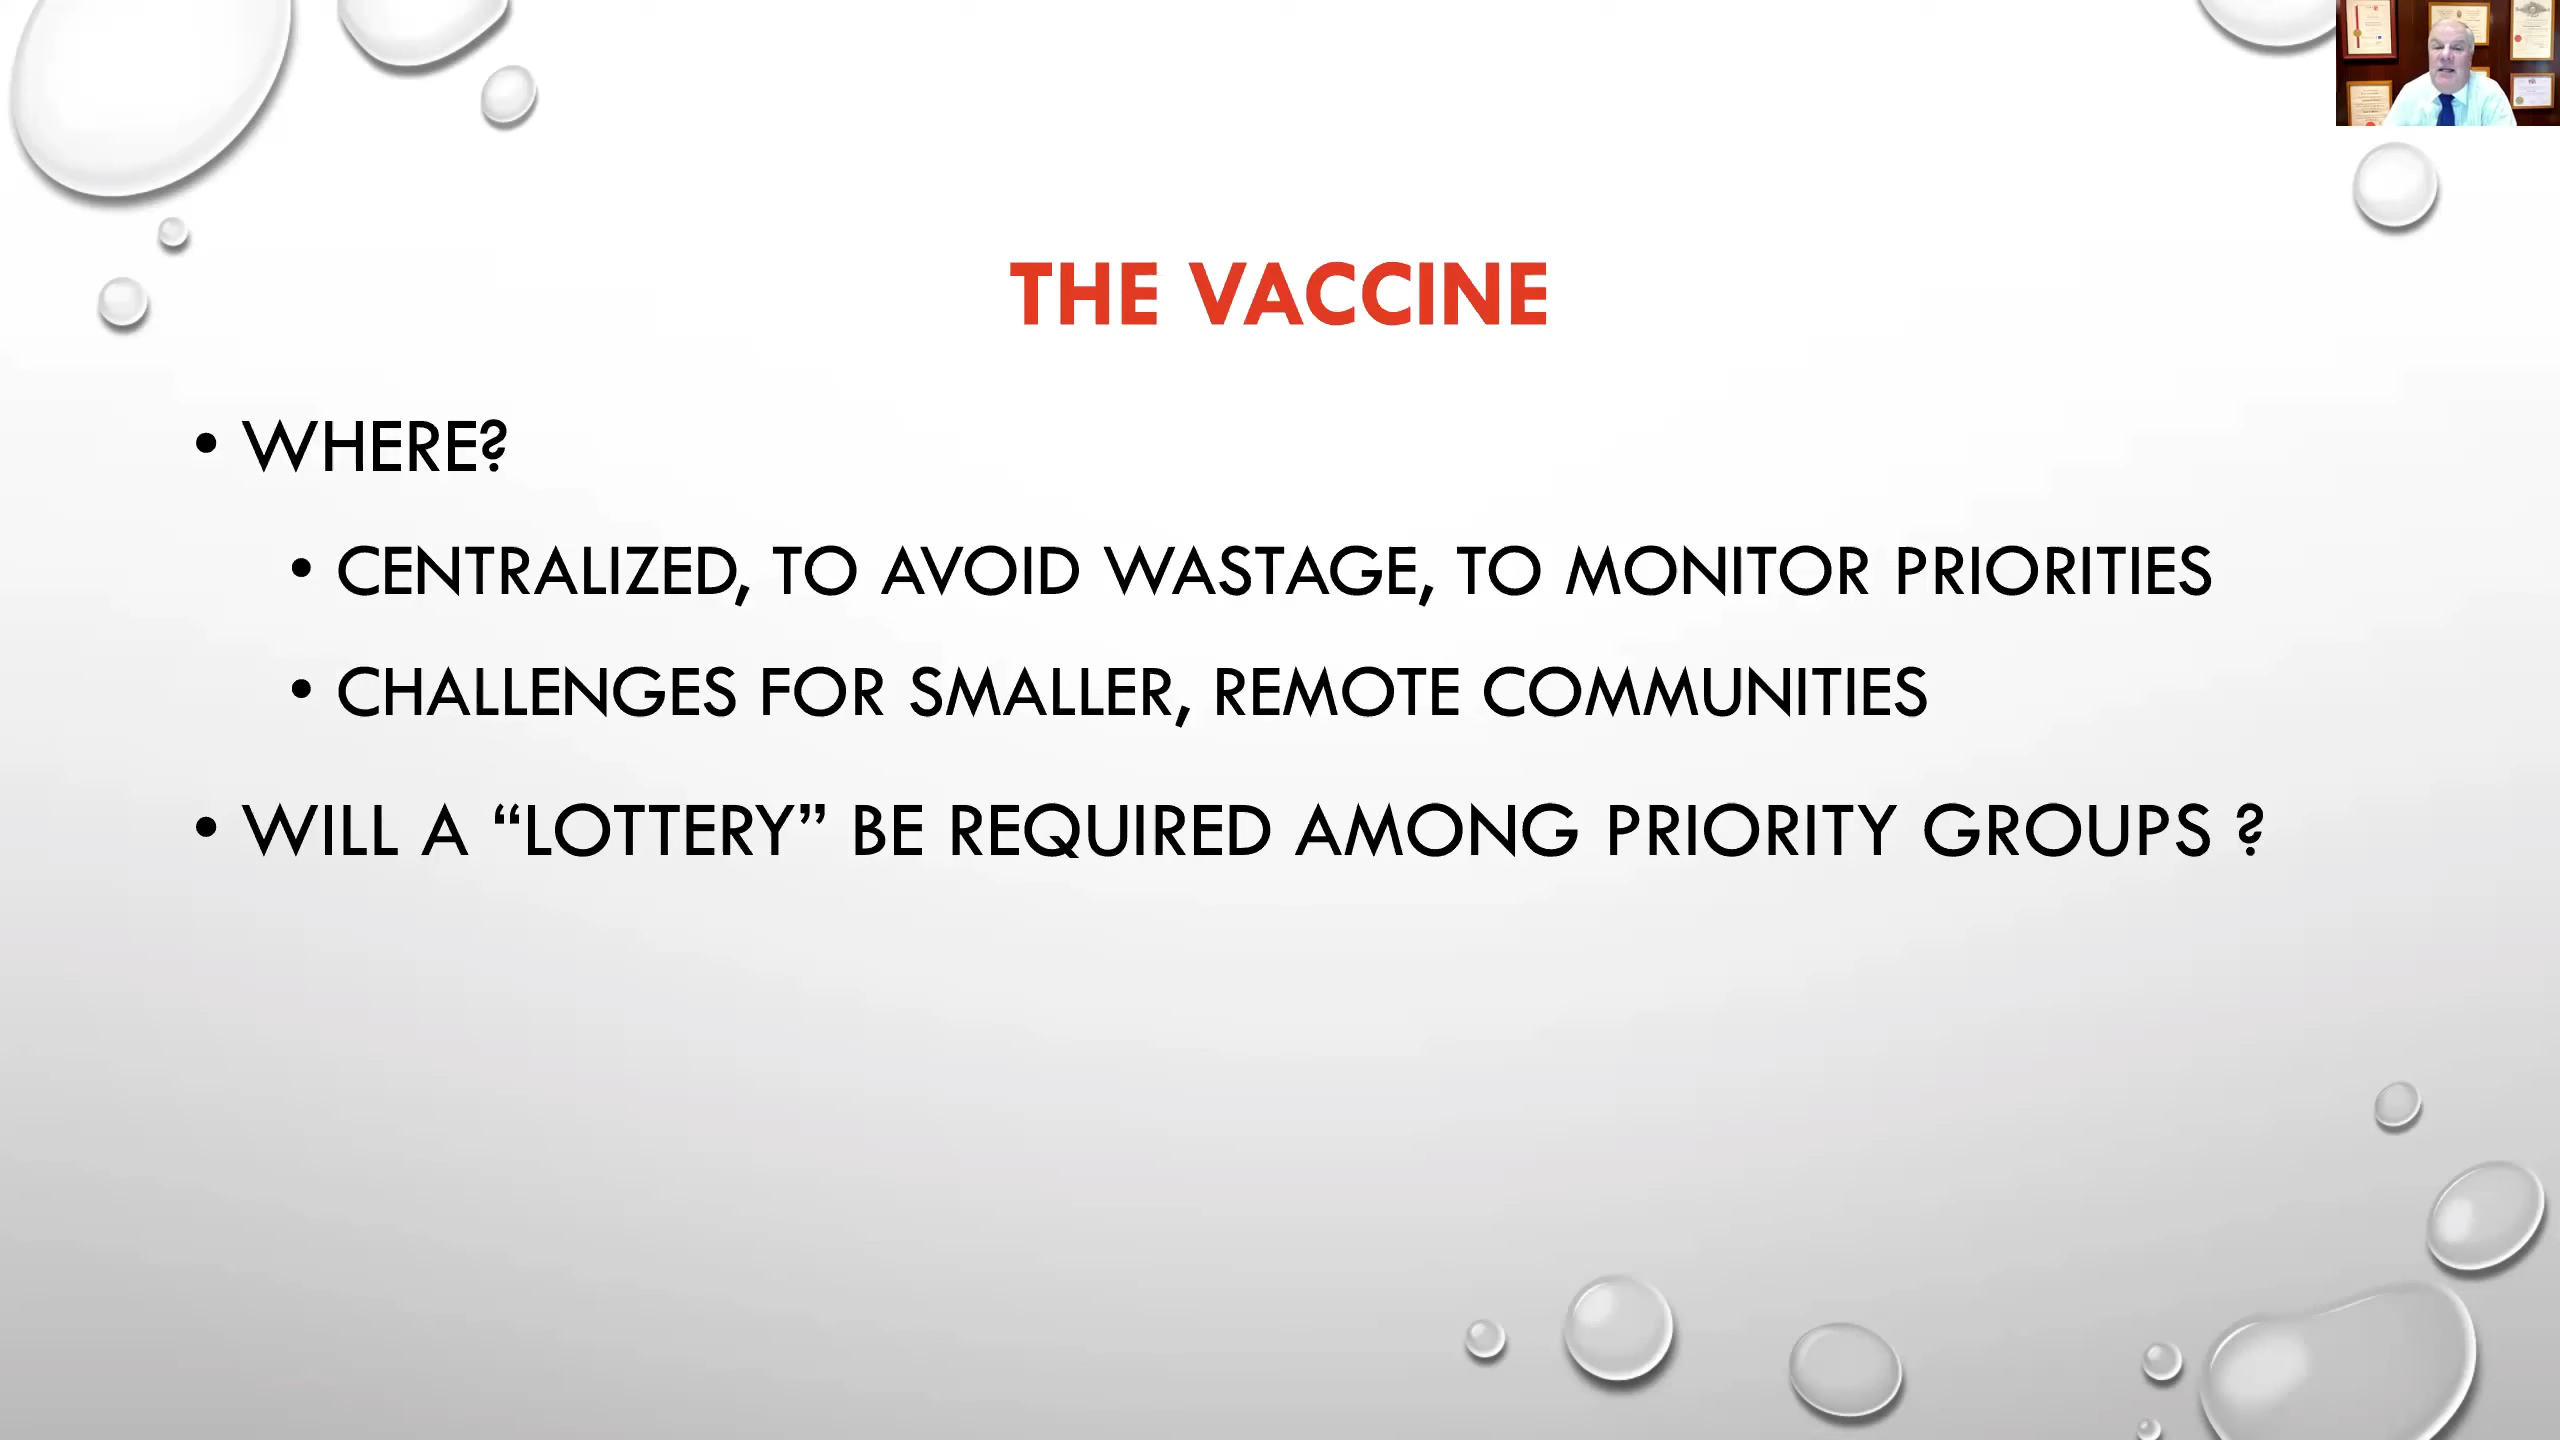 THE VACCINE
• WHERE?
• CENTRALIZED, TO AVOID WASTAGE, TO MONITOR PRIORITIES
• CHALLENGES FOR SMALLER, REMOTE COMMUNITIES
• WILL A “LOTTERY” BE REQUIRED AMONG PRIORITY GROUPS ?